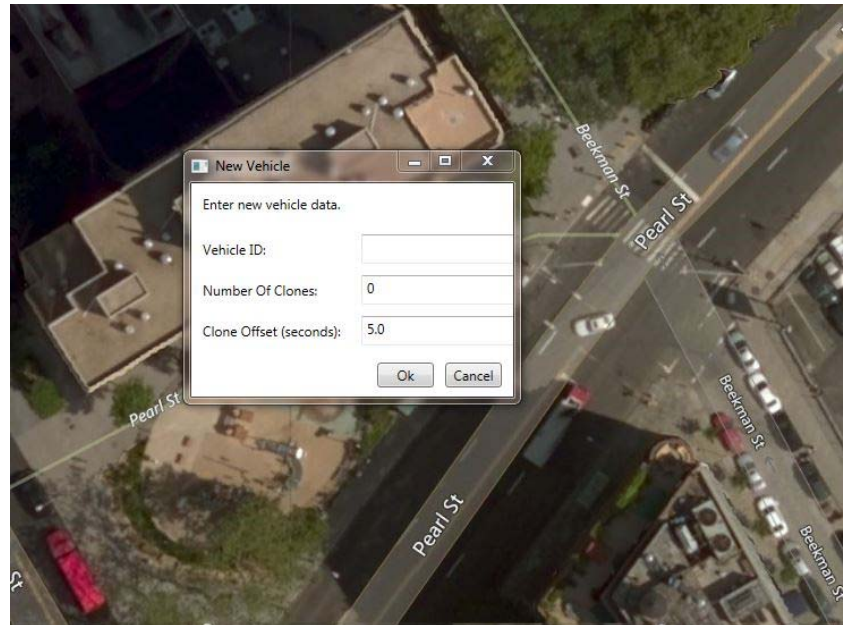 Beekman St
New Vehicle
Pearl St
Enter new vehicle data.
Vehicle ID:
Number Of Clones: 0
Clone Offset (seconds): 5.0
Ok Cancel
Pearl St
Beekman St
Pearl St
Beekman St
St